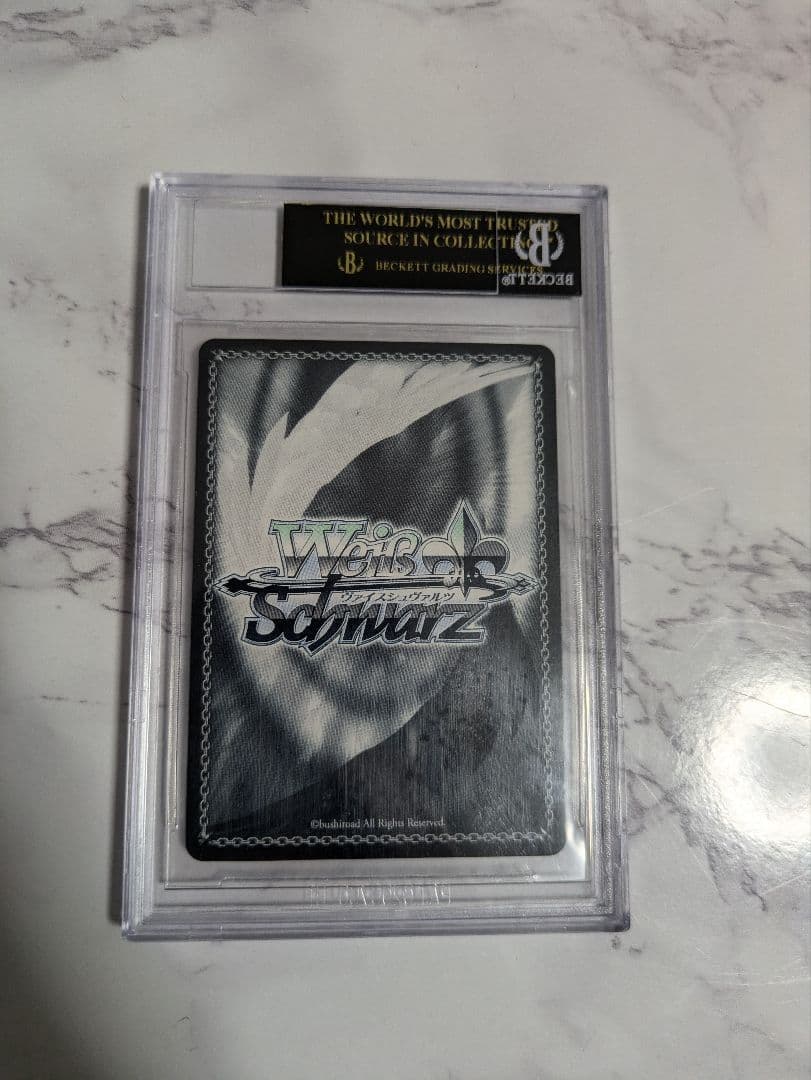 THE WORLD'S MOST TRUSTED
SOURCE IN COLLECTING
B BECKETT GRADING SERVICES
B
BECKETT®
Weiß
ヴァイスシュヴァルツ
Schwarz
©bushiroad All Rights Reserved.